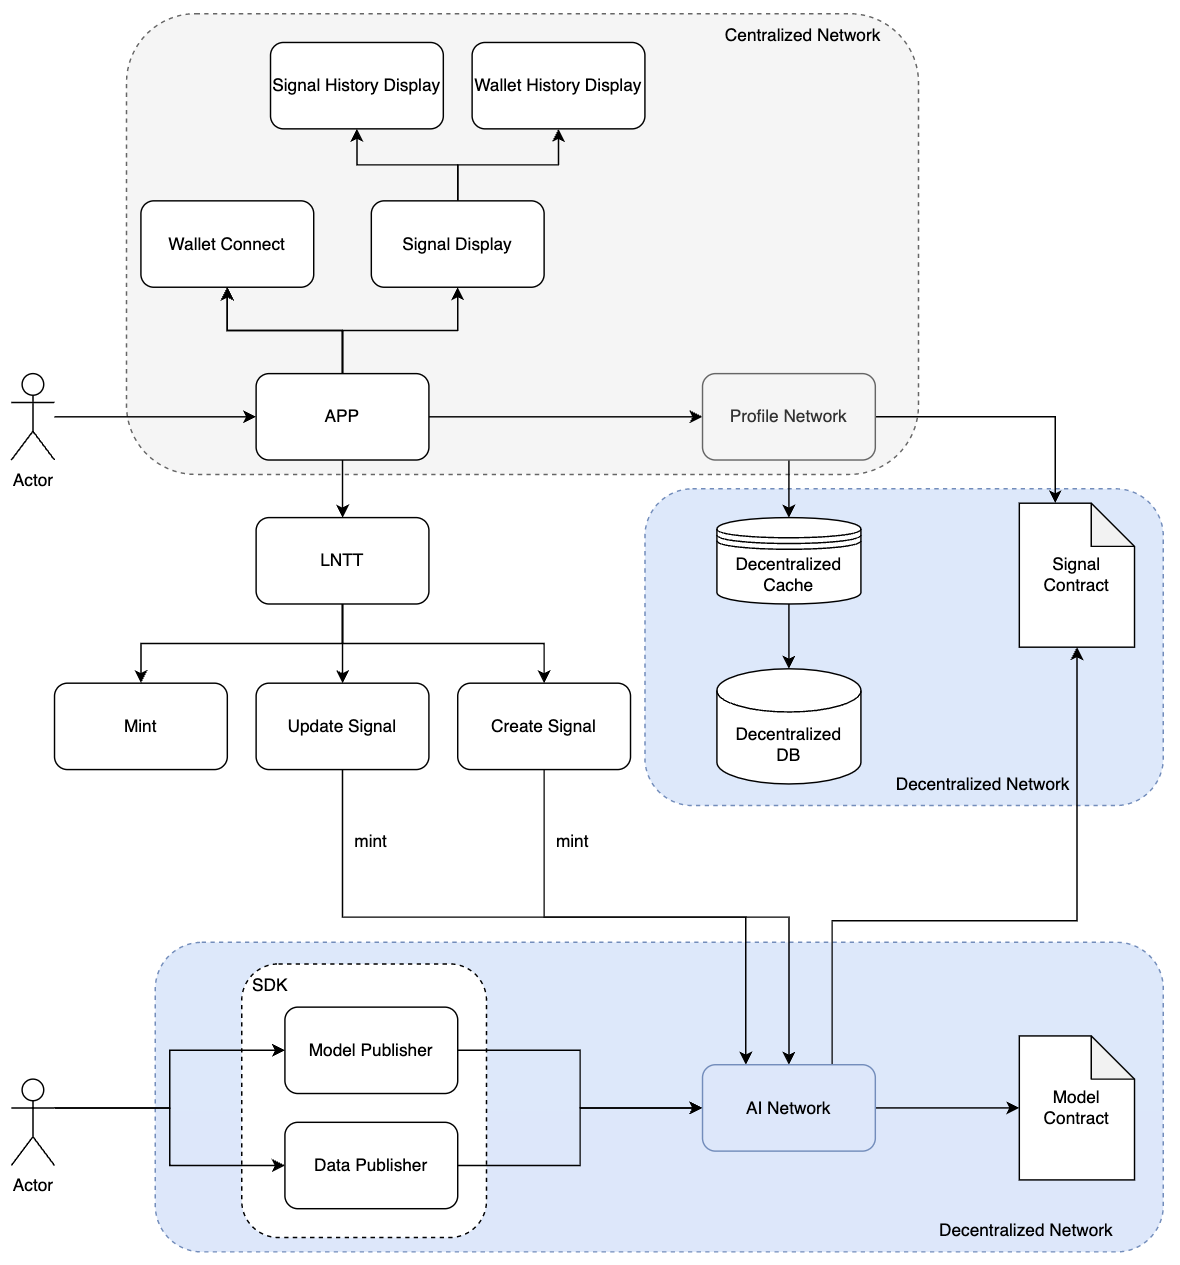 Centralized Network
Signal History Display
Wallet History Display
Wallet Connect
Signal Display
APP
Profile Network
Actor
LNTT
Decentralized
Cache
Signal
Contract
Mint
Update Signal
Create Signal
Decentralized
DB
Decentralized Network
mint
mint
SDK
Model Publisher
AI Network
Model
Contract
Data Publisher
Actor
Decentralized Network